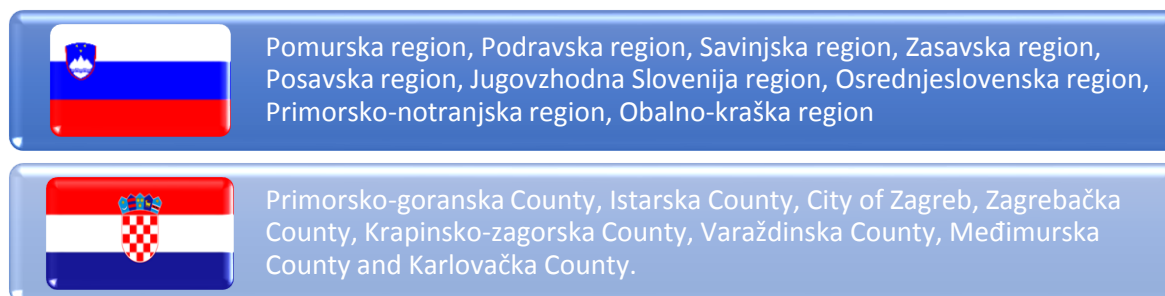 Pomurska region, Podravska region, Savinjska region, Zasavska region,
Posavska region, Jugovzhodna Slovenija region, Osrednjeslovenska region,
Primorsko-notranjska region, Obalno-kraška region
Primorsko-goranska County, Istarska County, City of Zagreb, Zagrebačka
County, Krapinsko-zagorska County, Varaždinska County, Međimurska
County and Karlovačka County.